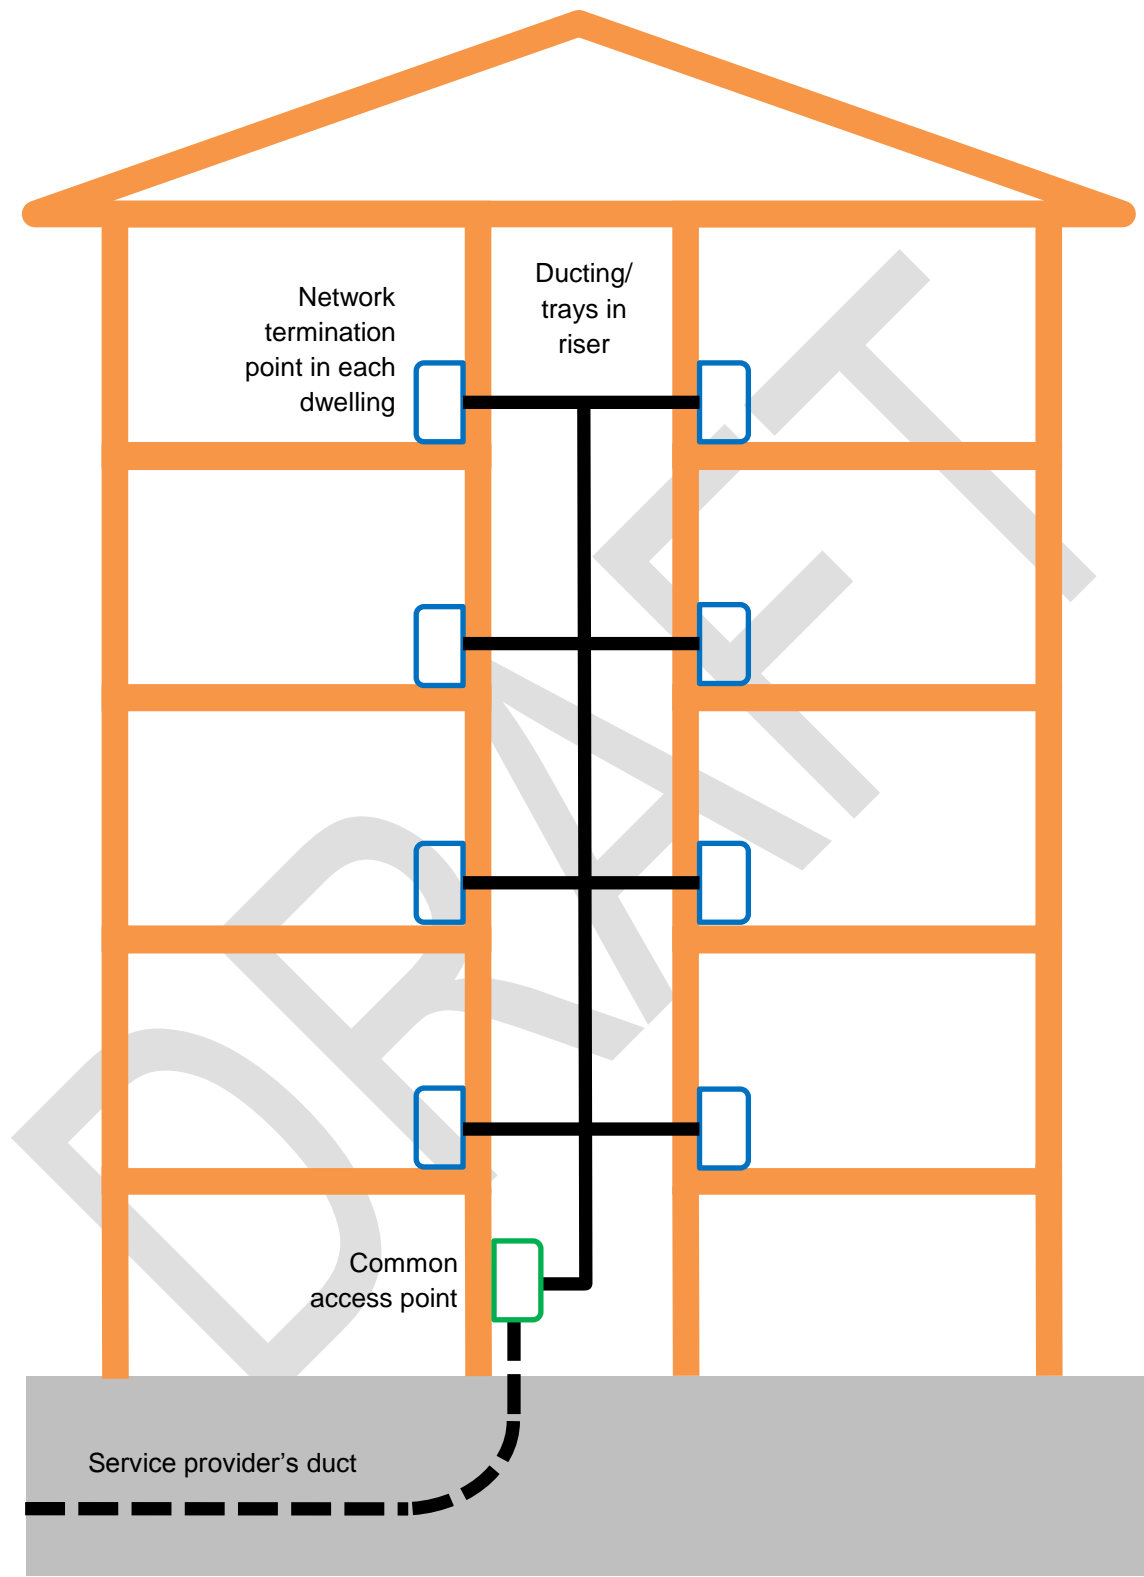 Network
termination
point in each
dwelling
Ducting/
trays in
riser
Common
access point
Service provider’s duct
DRAFT